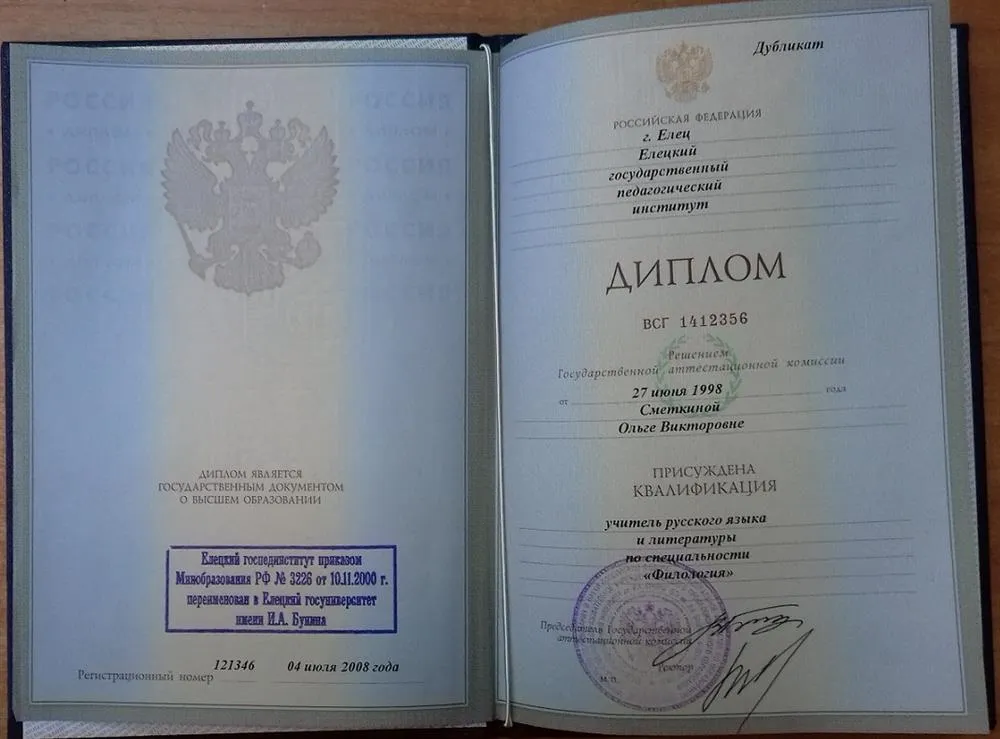 ДИПЛОМ ЯВЛЯЕТСЯ
ГОСУДАРСТВЕННЫМ ДОКУМЕНТОМ
О ВЫСШЕМ ОБРАЗОВАНИИ
Елецкий госпединститут приказом
Минобразования РФ № 3226 от 10.11.2000 г.
переименован в Елецкий госуниверситет
имени И.А. Бунина
Регистрационный номер 121346 04 июля 2008 года
Дубликат
РОССИЙСКАЯ ФЕДЕРАЦИЯ
г. Елец
Елецкий
государственный
педагогический
институт
ДИПЛОМ
ВСГ 1412356
Решением
Государственной аттестационной комиссии
от 27 июня 1998 года
Сметкиной
Ольге Викторовне
ПРИСУЖДЕНА
КВАЛИФИКАЦИЯ
учитель русского языка
и литературы
по специальности
«Филология»
Председатель Государственной
аттестационной комиссии
Ректор
М.П.